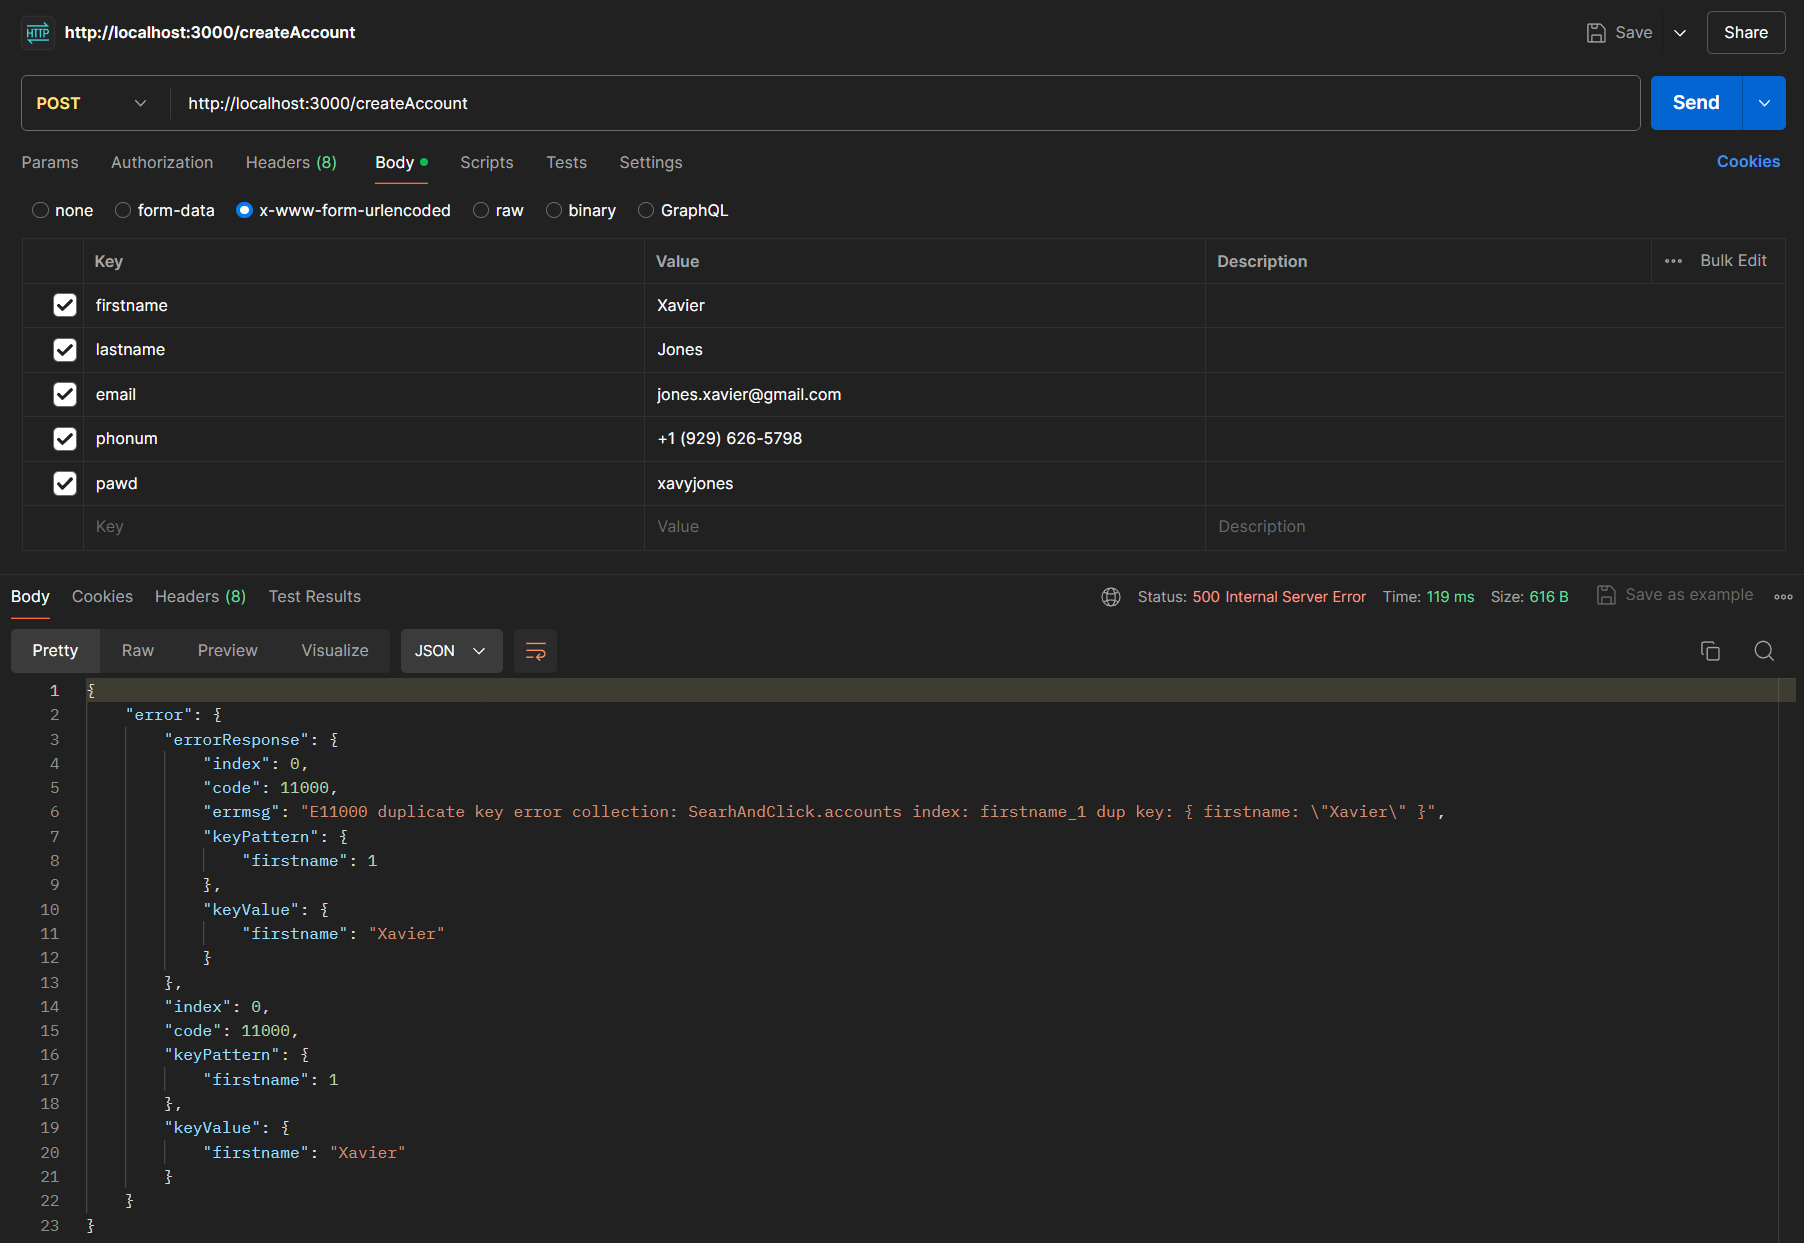 HTTP http://localhost:3000/createAccount Save Share
POST http://localhost:3000/createAccount Send
Params Authorization Headers (8) Body Scripts Tests Settings Cookies
none form-data x-www-form-urlencoded raw binary GraphQL
Key Value Description Bulk Edit
firstname Xavier
lastname Jones
email jones.xavier@gmail.com
phonum +1 (929) 626-5798
pawd xavyjones
Key Value Description
Body Cookies Headers (8) Test Results Status: 500 Internal Server Error Time: 119 ms Size: 616 B Save as example
Pretty Raw Preview Visualize JSON
1 {
2 "error": {
3 "errorResponse": {
4 "index": 0,
5 "code": 11000,
6 "errmsg": "E11000 duplicate key error collection: SearhAndClick.accounts index: firstname_1 dup key: { firstname: \"Xavier\" }",
7 "keyPattern": {
8 "firstname": 1
9 },
10 "keyValue": {
11 "firstname": "Xavier"
12 }
13 },
14 "index": 0,
15 "code": 11000,
16 "keyPattern": {
17 "firstname": 1
18 },
19 "keyValue": {
20 "firstname": "Xavier"
21 }
22 }
23 }